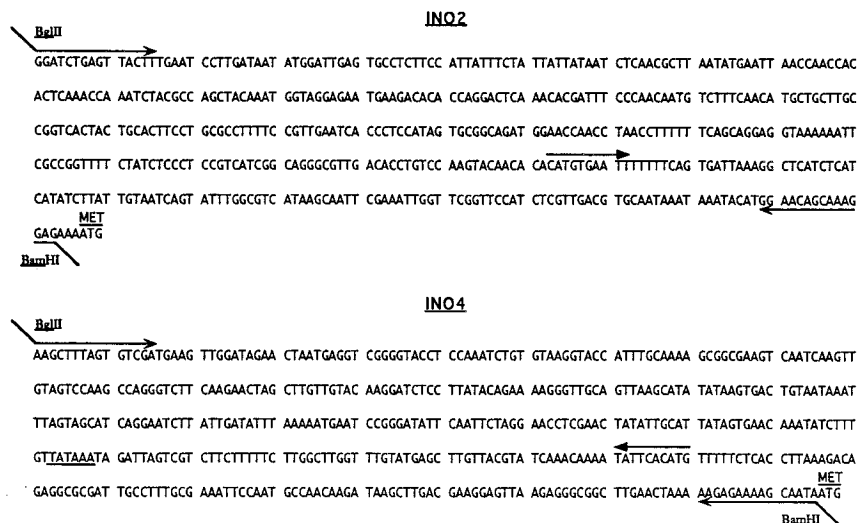 INO2
BglII
GGATCTGAGT TACTTTGAAT CCTTGATAAT ATGGATTGAG TGCCTCTTCC ATTATTTCTA TTATTATAAT CTCAACGCTT AATATGAATT AACCAACCAC
ACTCAAACCA AATCTACGCC AGCTACAAAT GGTAGGAGAA TGAAGACACA CCAGGACTCA AACACGATTT CCCAACAATG TCTTTCAACA TGCTGCTTGC
CGGTCACTAC TGCACTTCCT GCGCCTTTTC CGTTGAATCA CCCTCCATAG TGCGGCAGAT GGAACCAACC TAACCTTTTT TCAGCAGGAG GTAAAAAATT
CGCCGGTTTT CTATCTCCCT CCGTCATCGG CAGGGCGTTG ACACCTGTCC AAGTACAACA CACATGTGAA TTTTTTTCAG TGATTAAAGG CTCATCTCAT
CATATCTTAT TGTAATCAGT ATTTGGCGTC ATAAGCAATT CGAAATTGGT TCGGTTCCAT CTCGTTGACG TGCAATAAAT AAATACATGG AACAGCAAAG
MET
GAGAAAATG
BamHI
INO4
BglII
AAGCTTTAGT GTCGATGAAG TTGGATAGAA CTAATGAGGT CGGGGTACCT CCAAATCTGT GTAAGGTACC ATTTGCAAAA GCGGCGAAGT CAATCAAGTT
GTAGTCCAAG CCAGGGTCTT CAAGAACTAG CTTGTTGTAC AAGGATCTCC TTATACAGAA AAGGGTTGCA GTTAAGCATA TATAAGTGAC TGTAATAAAT
TTAGTAGCAT CAGGAATCTT ATTGATATTT AAAAATGAAT CCGGGATATT CAATTCTAGG AACCTCGAAC TATATTGCAT TATAGTGAAC AAATATCTTT
GTTATAAATA GATTAGTCGT CTTCTTTTTC TTGGCTTGGT TTGTATGAGC TTGTTACGTA TCAAACAAAA TATTCACATG TTTTTCTCAC CTTAAAGACA
MET
GAGGCGCGAT TGCCTTTGCG AAATTCCAAT GCCAACAAGA TAAGCTTGAC GAAGGAGTTA AGAGGGCGGC TTGAACTAAA AAGAGAAAAG CAATAATG
BamHI